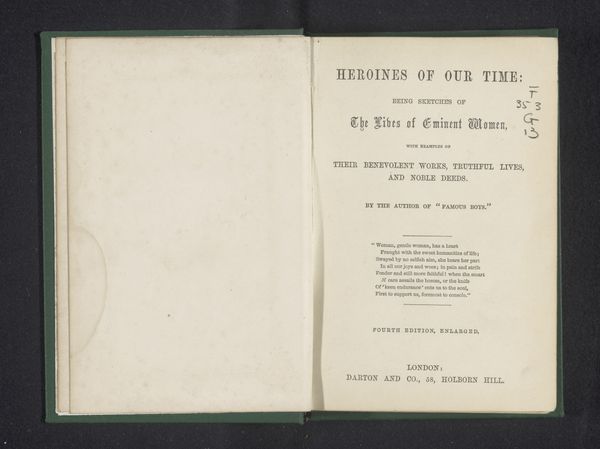 HEROINES OF OUR TIME:
BEING SKETCHES OF
The Lives of Eminent Women,
WITH EXAMPLES OF
THEIR BENEVOLENT WORKS, TRUTHFUL LIVES,
AND NOBLE DEEDS.
BY THE AUTHOR OF "FAMOUS BOYS."
"Woman, gentle woman, has a heart
Fraught with the sweet humanities of life;
Swayed by no selfish aim, she bears her part
In all our joys and woes; in pain and strife
Fonder and still more faithful! when the smart
Of care assails the bosom, or the knife
Of 'keen endurance' cuts us to the soul,
First to support us, foremost to console."
FOURTH EDITION, ENLARGED,
LONDON:
DARTON AND CO., 58, HOLBORN HILL.
35 3